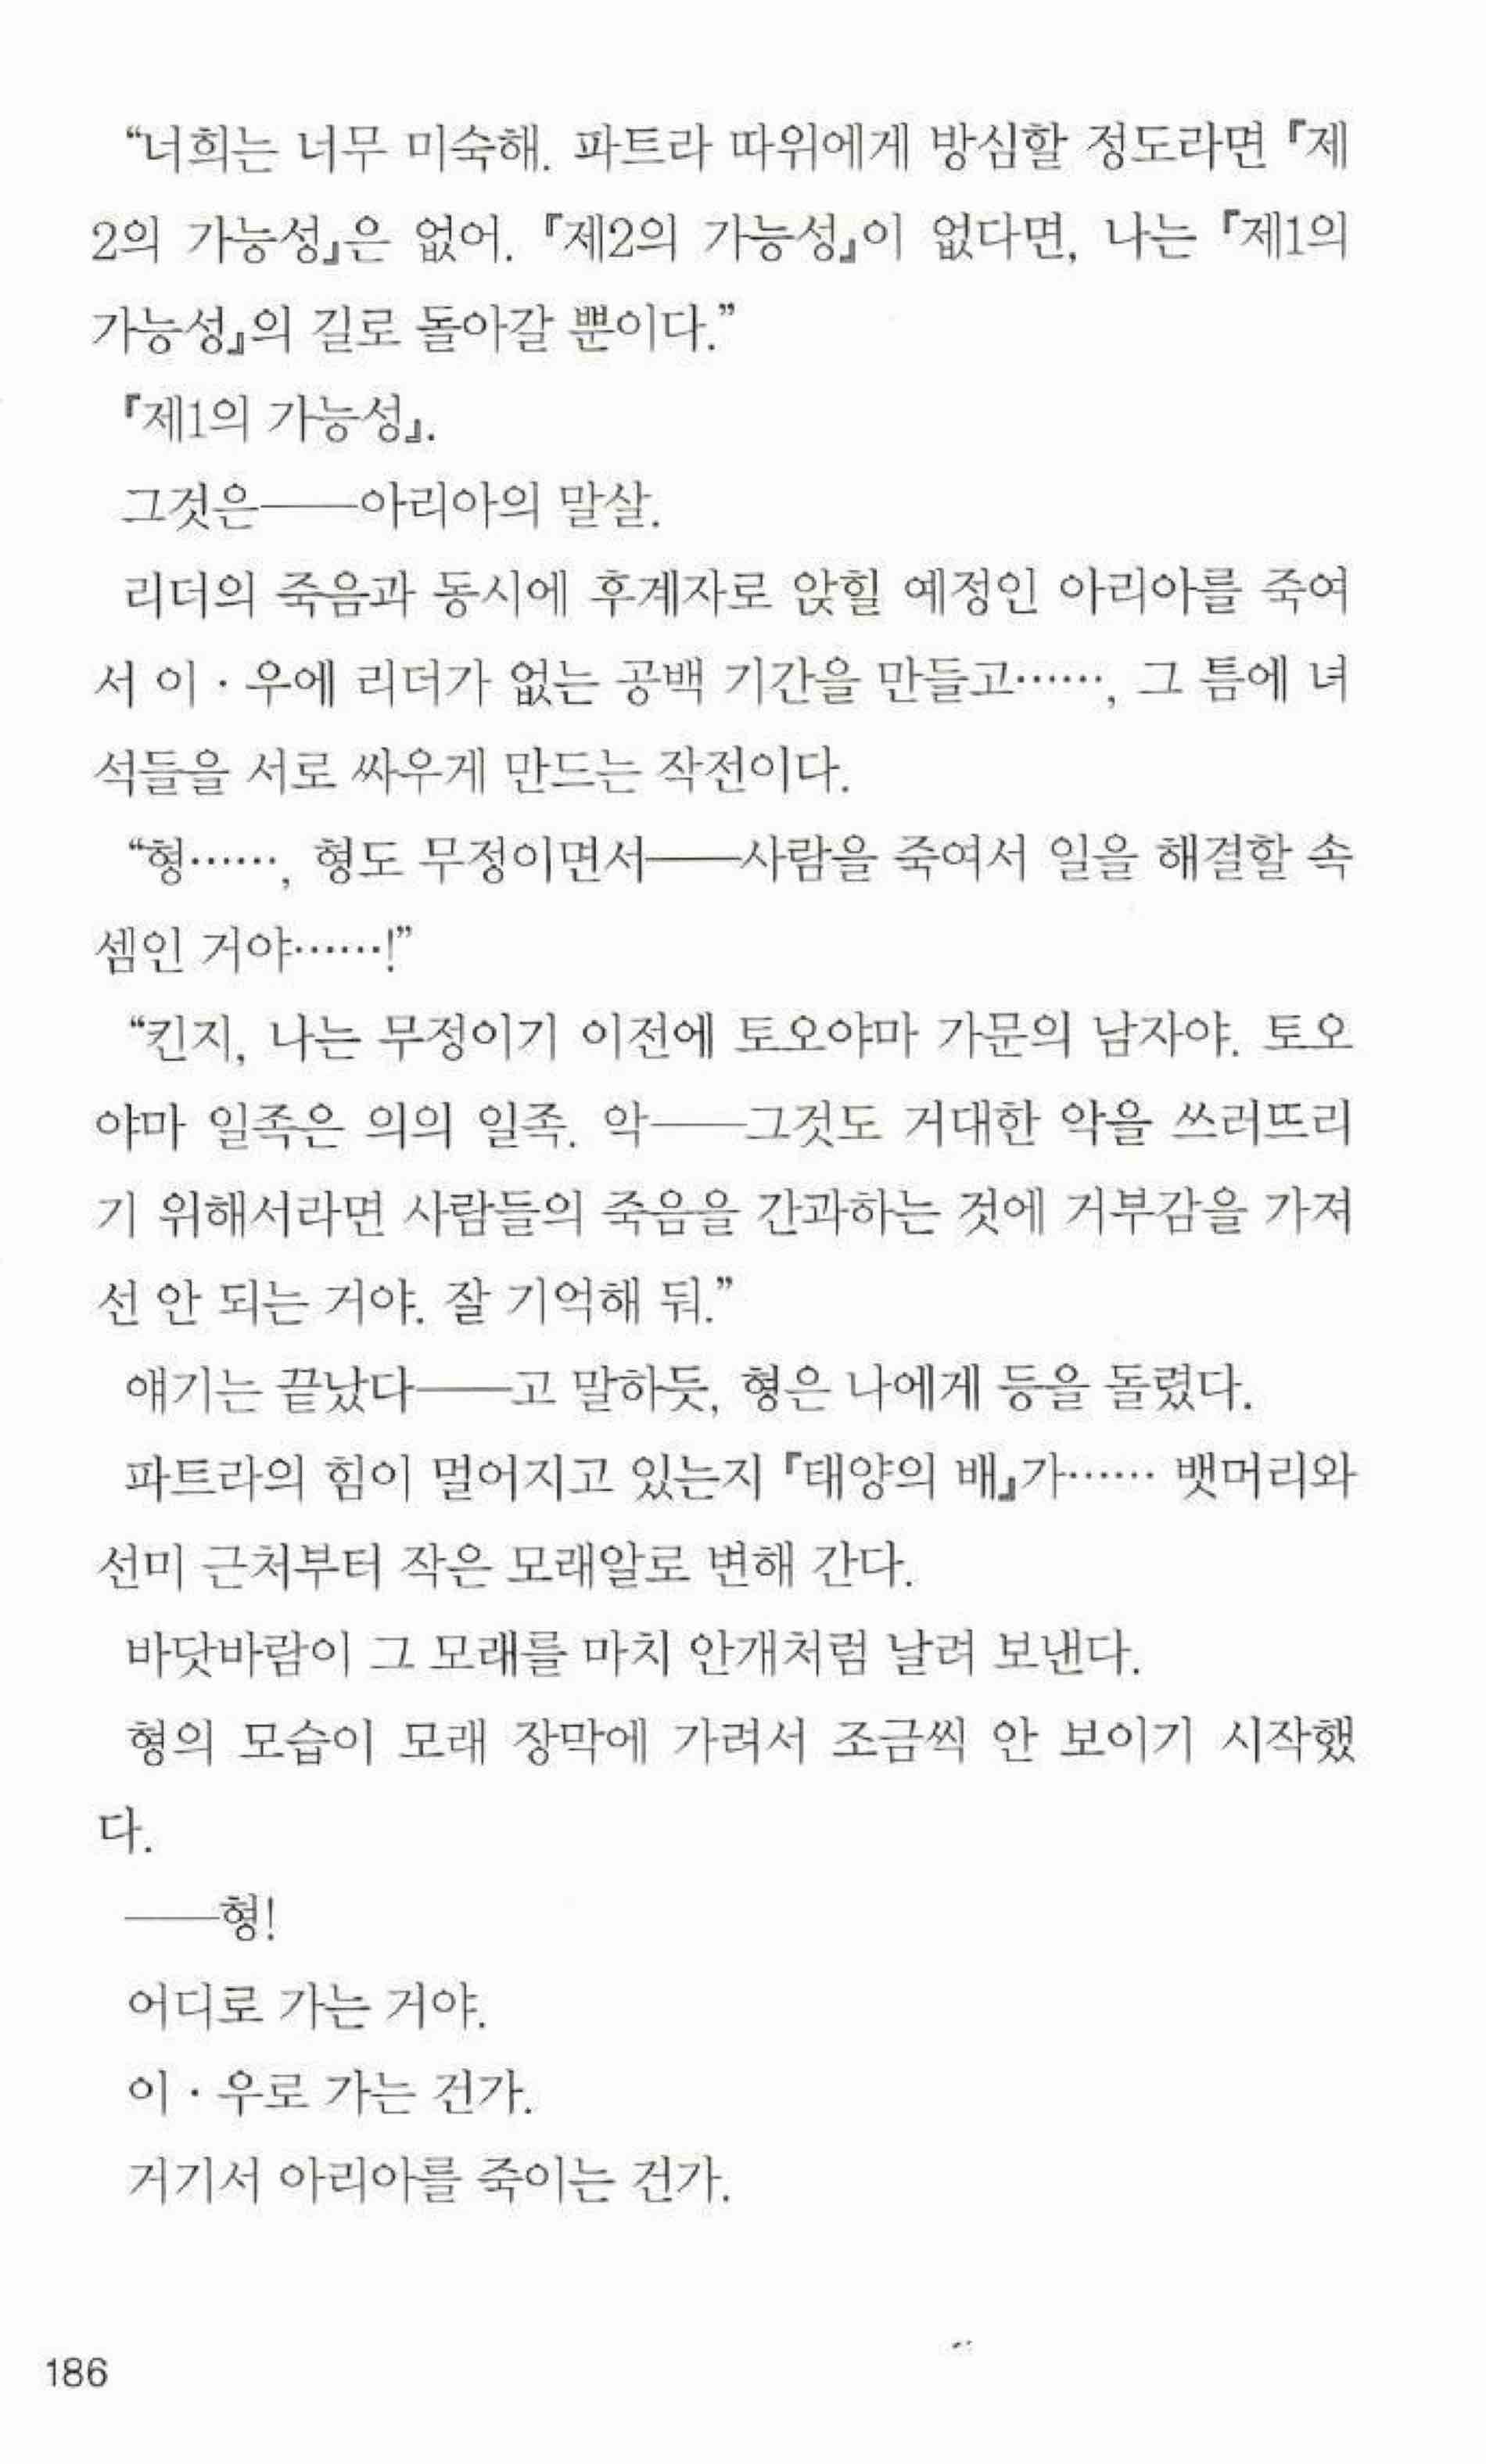 “너희는 너무 미숙해. 파트라 따위에게 방심할 정도라면 『제
2의 가능성』은 없어. 『제2의 가능성』이 없다면, 나는 『제1의
가능성』의 길로 돌아갈 뿐이다.”
『제1의 가능성』.
그것은──아리아의 말살.
리더의 죽음과 동시에 후계자로 앉힐 예정인 아리아를 죽여
서 이·우에 리더가 없는 공백 기간을 만들고……, 그 틈에 녀
석들을 서로 싸우게 만드는 작전이다.
“형……, 형도 무정이면서──사람을 죽여서 일을 해결할 속
셈인 거야……!”
“킨지, 나는 무정이기 이전에 토오야마 가문의 남자야. 토오
야마 일족은 의의 일족. 악──그것도 거대한 악을 쓰러뜨리
기 위해서라면 사람들의 죽음을 간과하는 것에 거부감을 가져
선 안 되는 거야. 잘 기억해 둬.”
얘기는 끝났다──고 말하듯, 형은 나에게 등을 돌렸다.
파트라의 힘이 멀어지고 있는지 『태양의 배』가…… 뱃머리와
선미 근처부터 작은 모래알로 변해 간다.
바닷바람이 그 모래를 마치 안개처럼 날려 보낸다.
형의 모습이 모래 장막에 가려서 조금씩 안 보이기 시작했
다.
──형!
어디로 가는 거야.
이·우로 가는 건가.
거기서 아리아를 죽이는 건가.
186